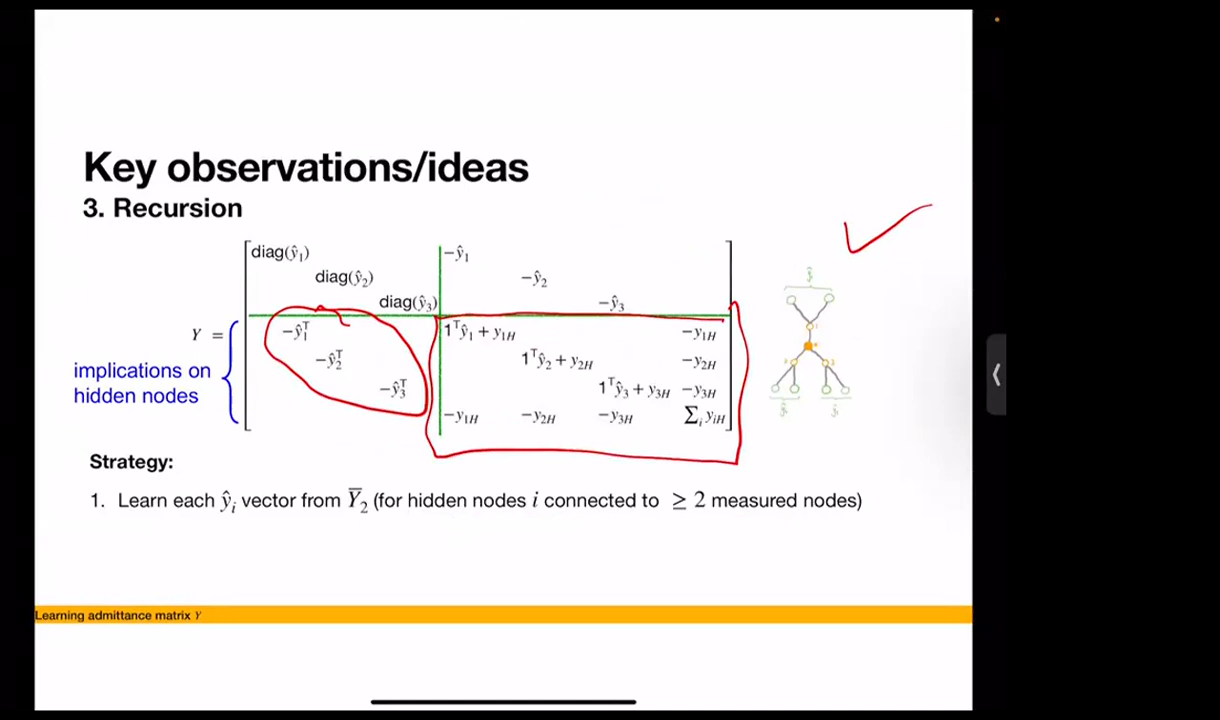 Key observations/ideas
3. Recursion
diag(ŷ₁) −ŷ₁
diag(ŷ₂) −ŷ₂
diag(ŷ₃) −ŷ₃
Y = −ŷ₁ᵀ 1ᵀŷ₁ + y₁H −y₁H
−ŷ₂ᵀ 1ᵀŷ₂ + y₂H −y₂H
−ŷ₃ᵀ 1ᵀŷ₃ + y₃H −y₃H
−y₁H −y₂H −y₃H ∑ᵢ yᵢH
implications on
hidden nodes
Strategy:
1. Learn each ŷᵢ vector from Y̅₂ (for hidden nodes i connected to ≥ 2 measured nodes)
Learning admittance matrix Y